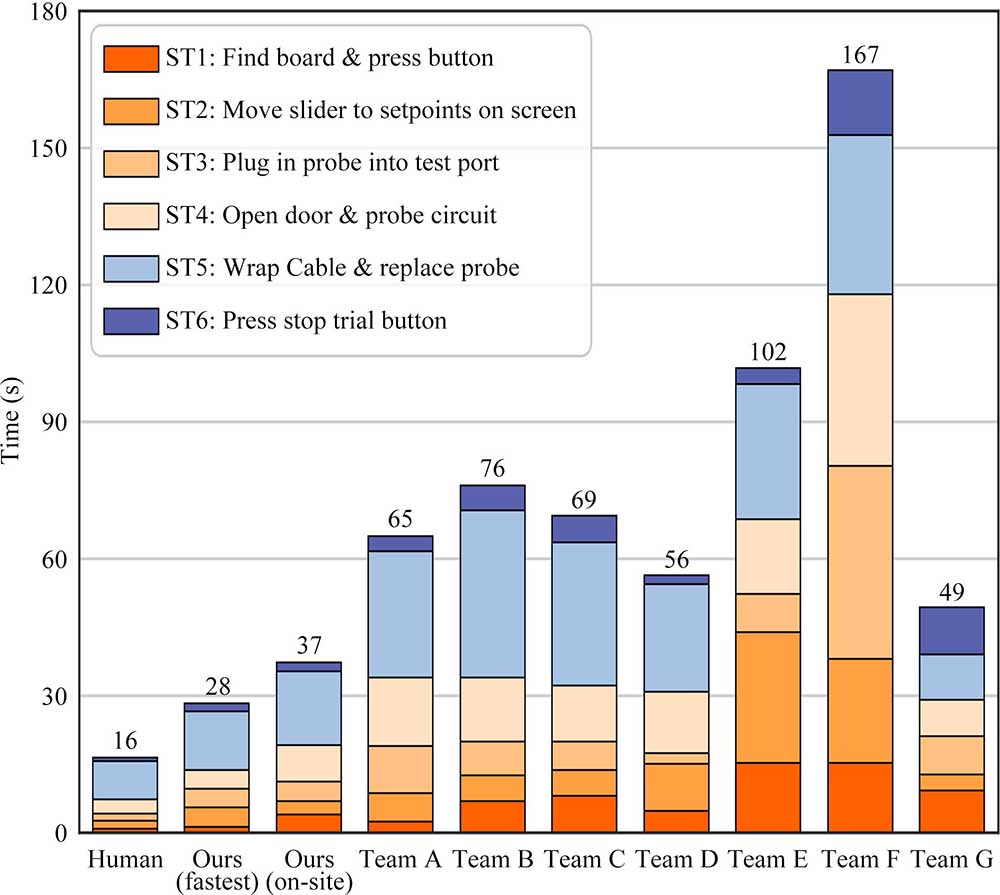 180
150
120
90
60
30
0
Time (s)
ST1: Find board & press button
ST2: Move slider to setpoints on screen
ST3: Plug in probe into test port
ST4: Open door & probe circuit
ST5: Wrap Cable & replace probe
ST6: Press stop trial button
16
28
37
65
76
69
56
102
167
49
Human
Ours
(fastest)
Ours
(on-site)
Team A
Team B
Team C
Team D
Team E
Team F
Team G